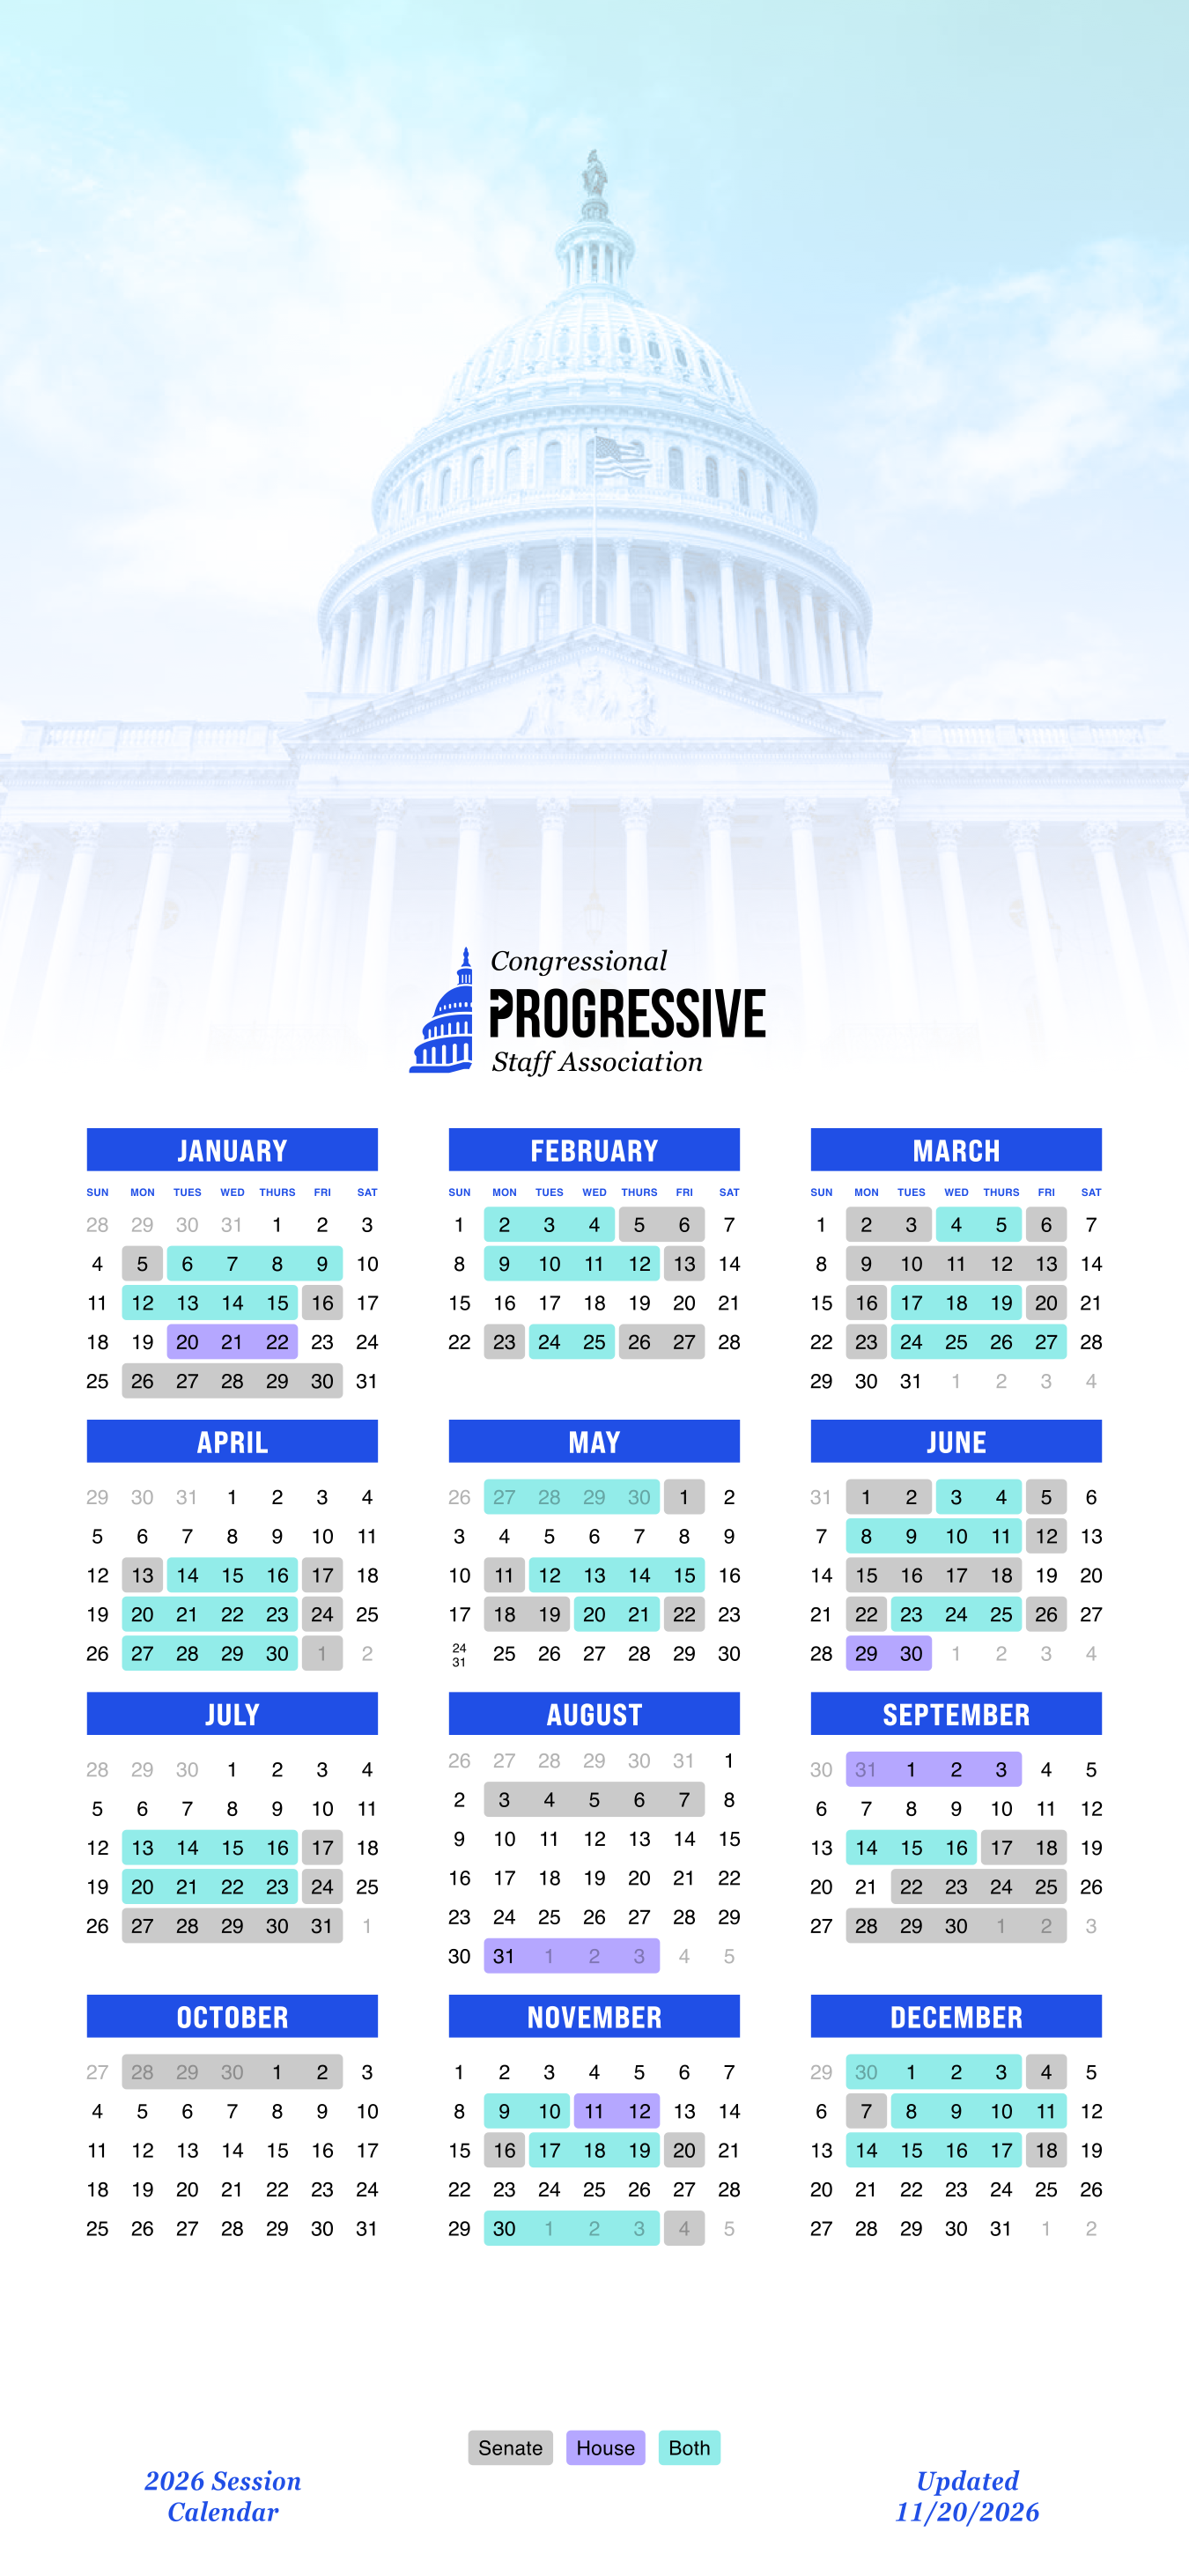 Congressional
PROGRESSIVE
Staff Association
JANUARY
SUN MON TUES WED THURS FRI SAT
28 29 30 31 1 2 3
4 5 6 7 8 9 10
11 12 13 14 15 16 17
18 19 20 21 22 23 24
25 26 27 28 29 30 31
FEBRUARY
SUN MON TUES WED THURS FRI SAT
1 2 3 4 5 6 7
8 9 10 11 12 13 14
15 16 17 18 19 20 21
22 23 24 25 26 27 28
MARCH
SUN MON TUES WED THURS FRI SAT
1 2 3 4 5 6 7
8 9 10 11 12 13 14
15 16 17 18 19 20 21
22 23 24 25 26 27 28
29 30 31 1 2 3 4
APRIL
29 30 31 1 2 3 4
5 6 7 8 9 10 11
12 13 14 15 16 17 18
19 20 21 22 23 24 25
26 27 28 29 30 1 2
MAY
26 27 28 29 30 1 2
3 4 5 6 7 8 9
10 11 12 13 14 15 16
17 18 19 20 21 22 23
24 31 25 26 27 28 29 30
JUNE
31 1 2 3 4 5 6
7 8 9 10 11 12 13
14 15 16 17 18 19 20
21 22 23 24 25 26 27
28 29 30 1 2 3 4
JULY
28 29 30 1 2 3 4
5 6 7 8 9 10 11
12 13 14 15 16 17 18
19 20 21 22 23 24 25
26 27 28 29 30 31 1
AUGUST
26 27 28 29 30 31 1
2 3 4 5 6 7 8
9 10 11 12 13 14 15
16 17 18 19 20 21 22
23 24 25 26 27 28 29
30 31 1 2 3 4 5
SEPTEMBER
30 31 1 2 3 4 5
6 7 8 9 10 11 12
13 14 15 16 17 18 19
20 21 22 23 24 25 26
27 28 29 30 1 2 3
OCTOBER
27 28 29 30 1 2 3
4 5 6 7 8 9 10
11 12 13 14 15 16 17
18 19 20 21 22 23 24
25 26 27 28 29 30 31
NOVEMBER
1 2 3 4 5 6 7
8 9 10 11 12 13 14
15 16 17 18 19 20 21
22 23 24 25 26 27 28
29 30 1 2 3 4 5
DECEMBER
29 30 1 2 3 4 5
6 7 8 9 10 11 12
13 14 15 16 17 18 19
20 21 22 23 24 25 26
27 28 29 30 31 1 2
Senate House Both
2026 Session
Calendar
Updated
11/20/2026